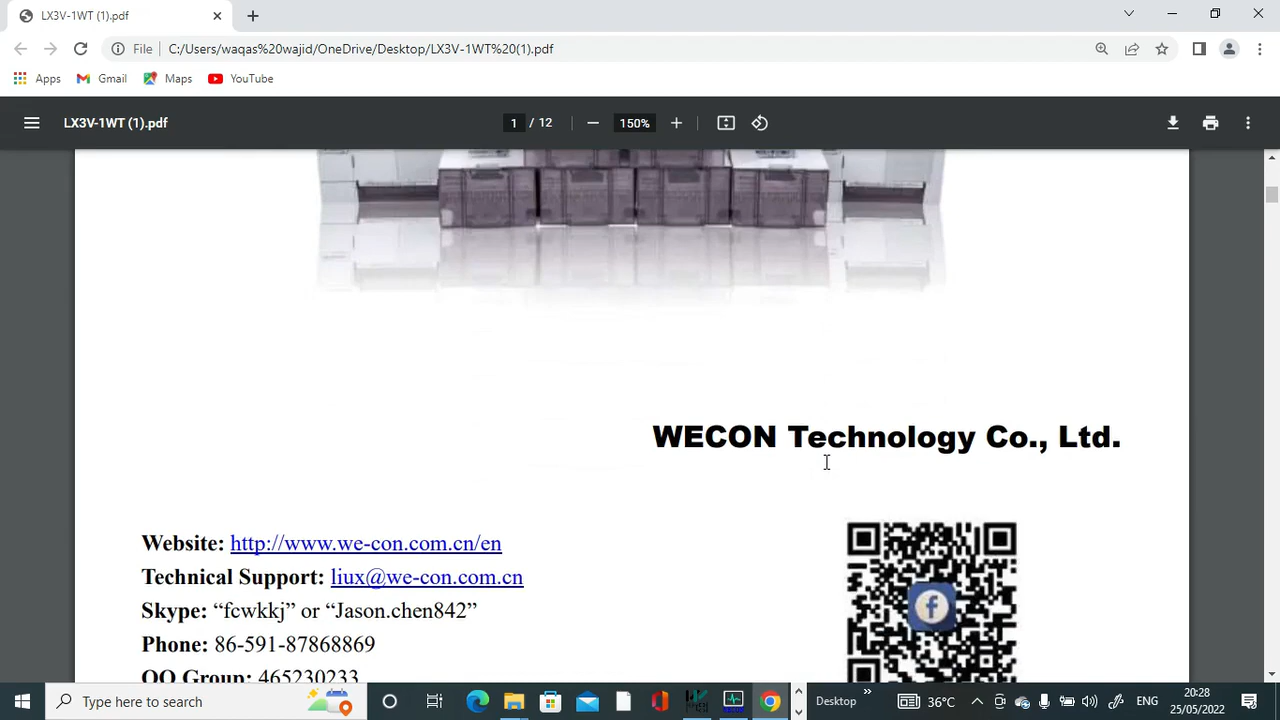 LX3V-1WT (1).pdf
File C:/Users/waqas%20wajid/OneDrive/Desktop/LX3V-1WT%20(1).pdf
Apps Gmail Maps YouTube
LX3V-1WT (1).pdf 1 / 12 150%
WECON Technology Co., Ltd.
Website: http://www.we-con.com.cn/en
Technical Support: liux@we-con.com.cn
Skype: “fcwkkj” or “Jason.chen842”
Phone: 86-591-87868869
QQ Group: 465230233
Type here to search
Desktop
36°C
ENG
20:28
25/05/2022